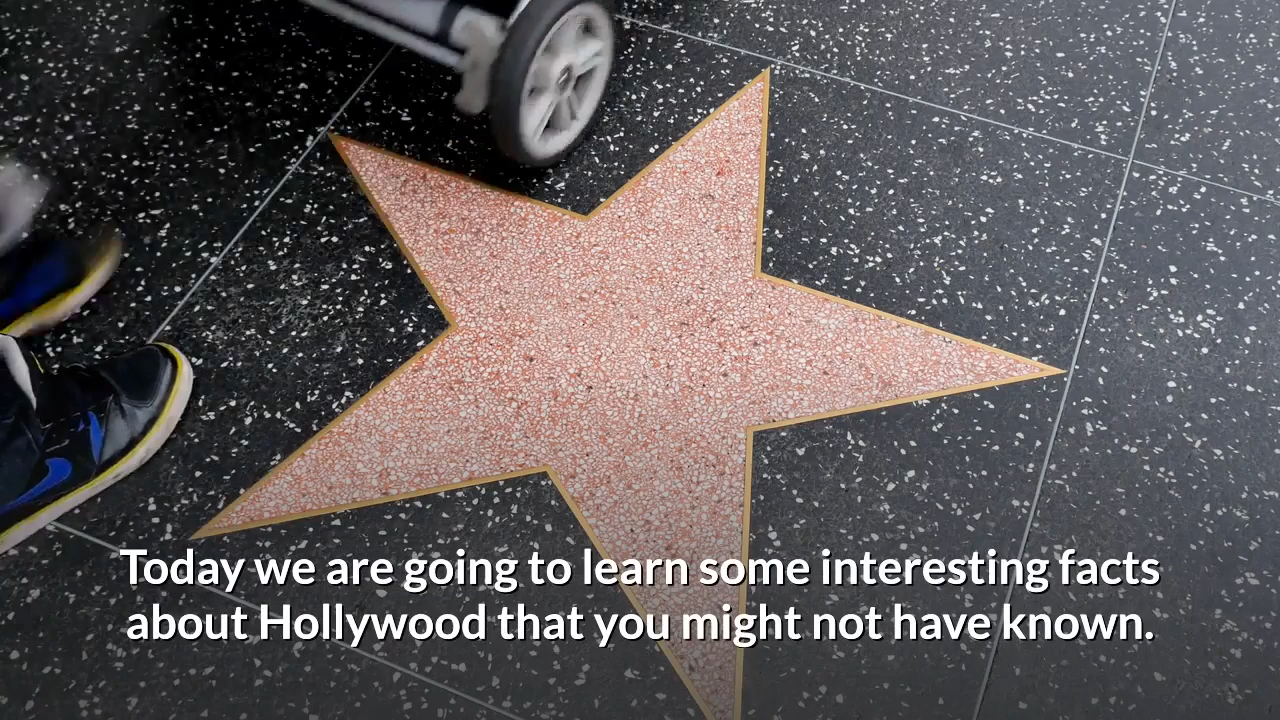 Today we are going to learn some interesting facts
about Hollywood that you might not have known.